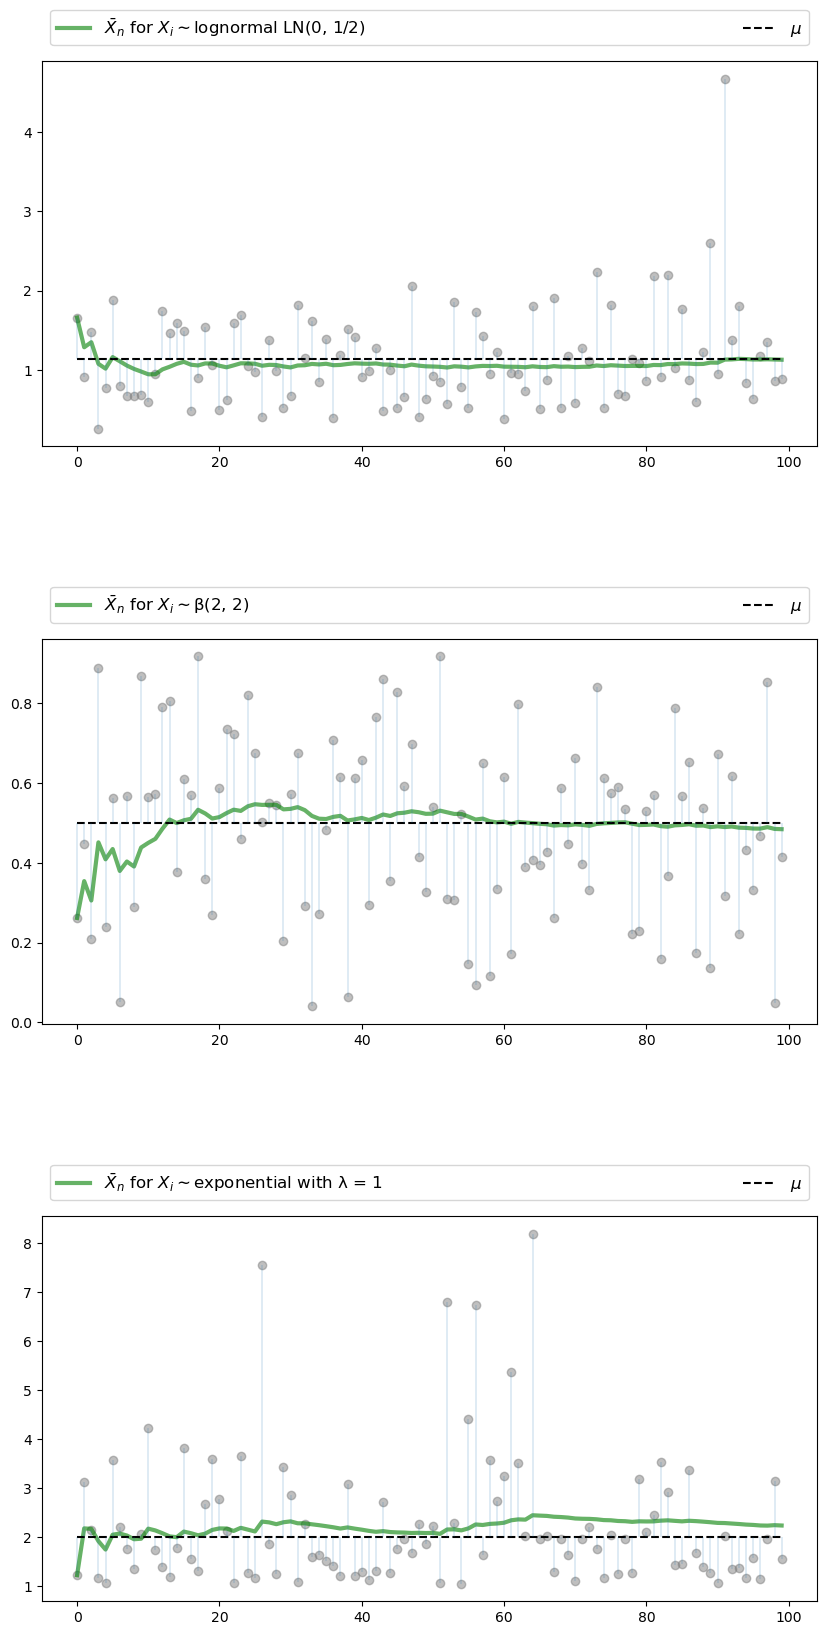 X̄ₙ for Xᵢ ∼ lognormal LN(0, 1/2) μ
4
3
2
1
0 20 40 60 80 100
X̄ₙ for Xᵢ ∼ β(2, 2) μ
0.8
0.6
0.4
0.2
0.0
0 20 40 60 80 100
X̄ₙ for Xᵢ ∼ exponential with λ = 1 μ
8
7
6
5
4
3
2
1
0 20 40 60 80 100